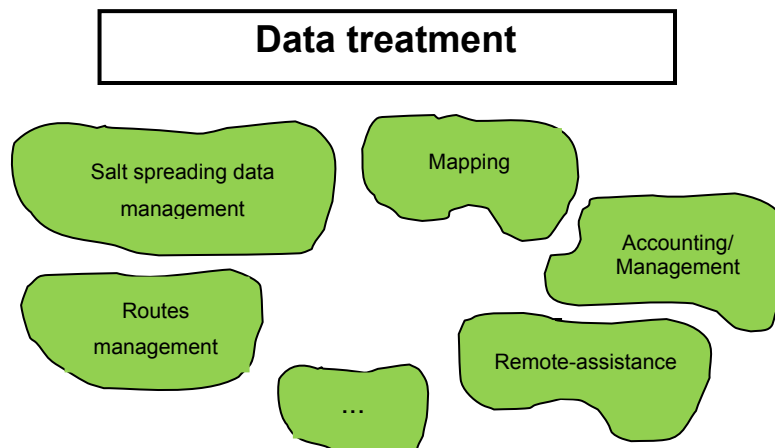 Data treatment
Salt spreading data
management
Mapping
Accounting/
Management
Routes
management
Remote-assistance
...